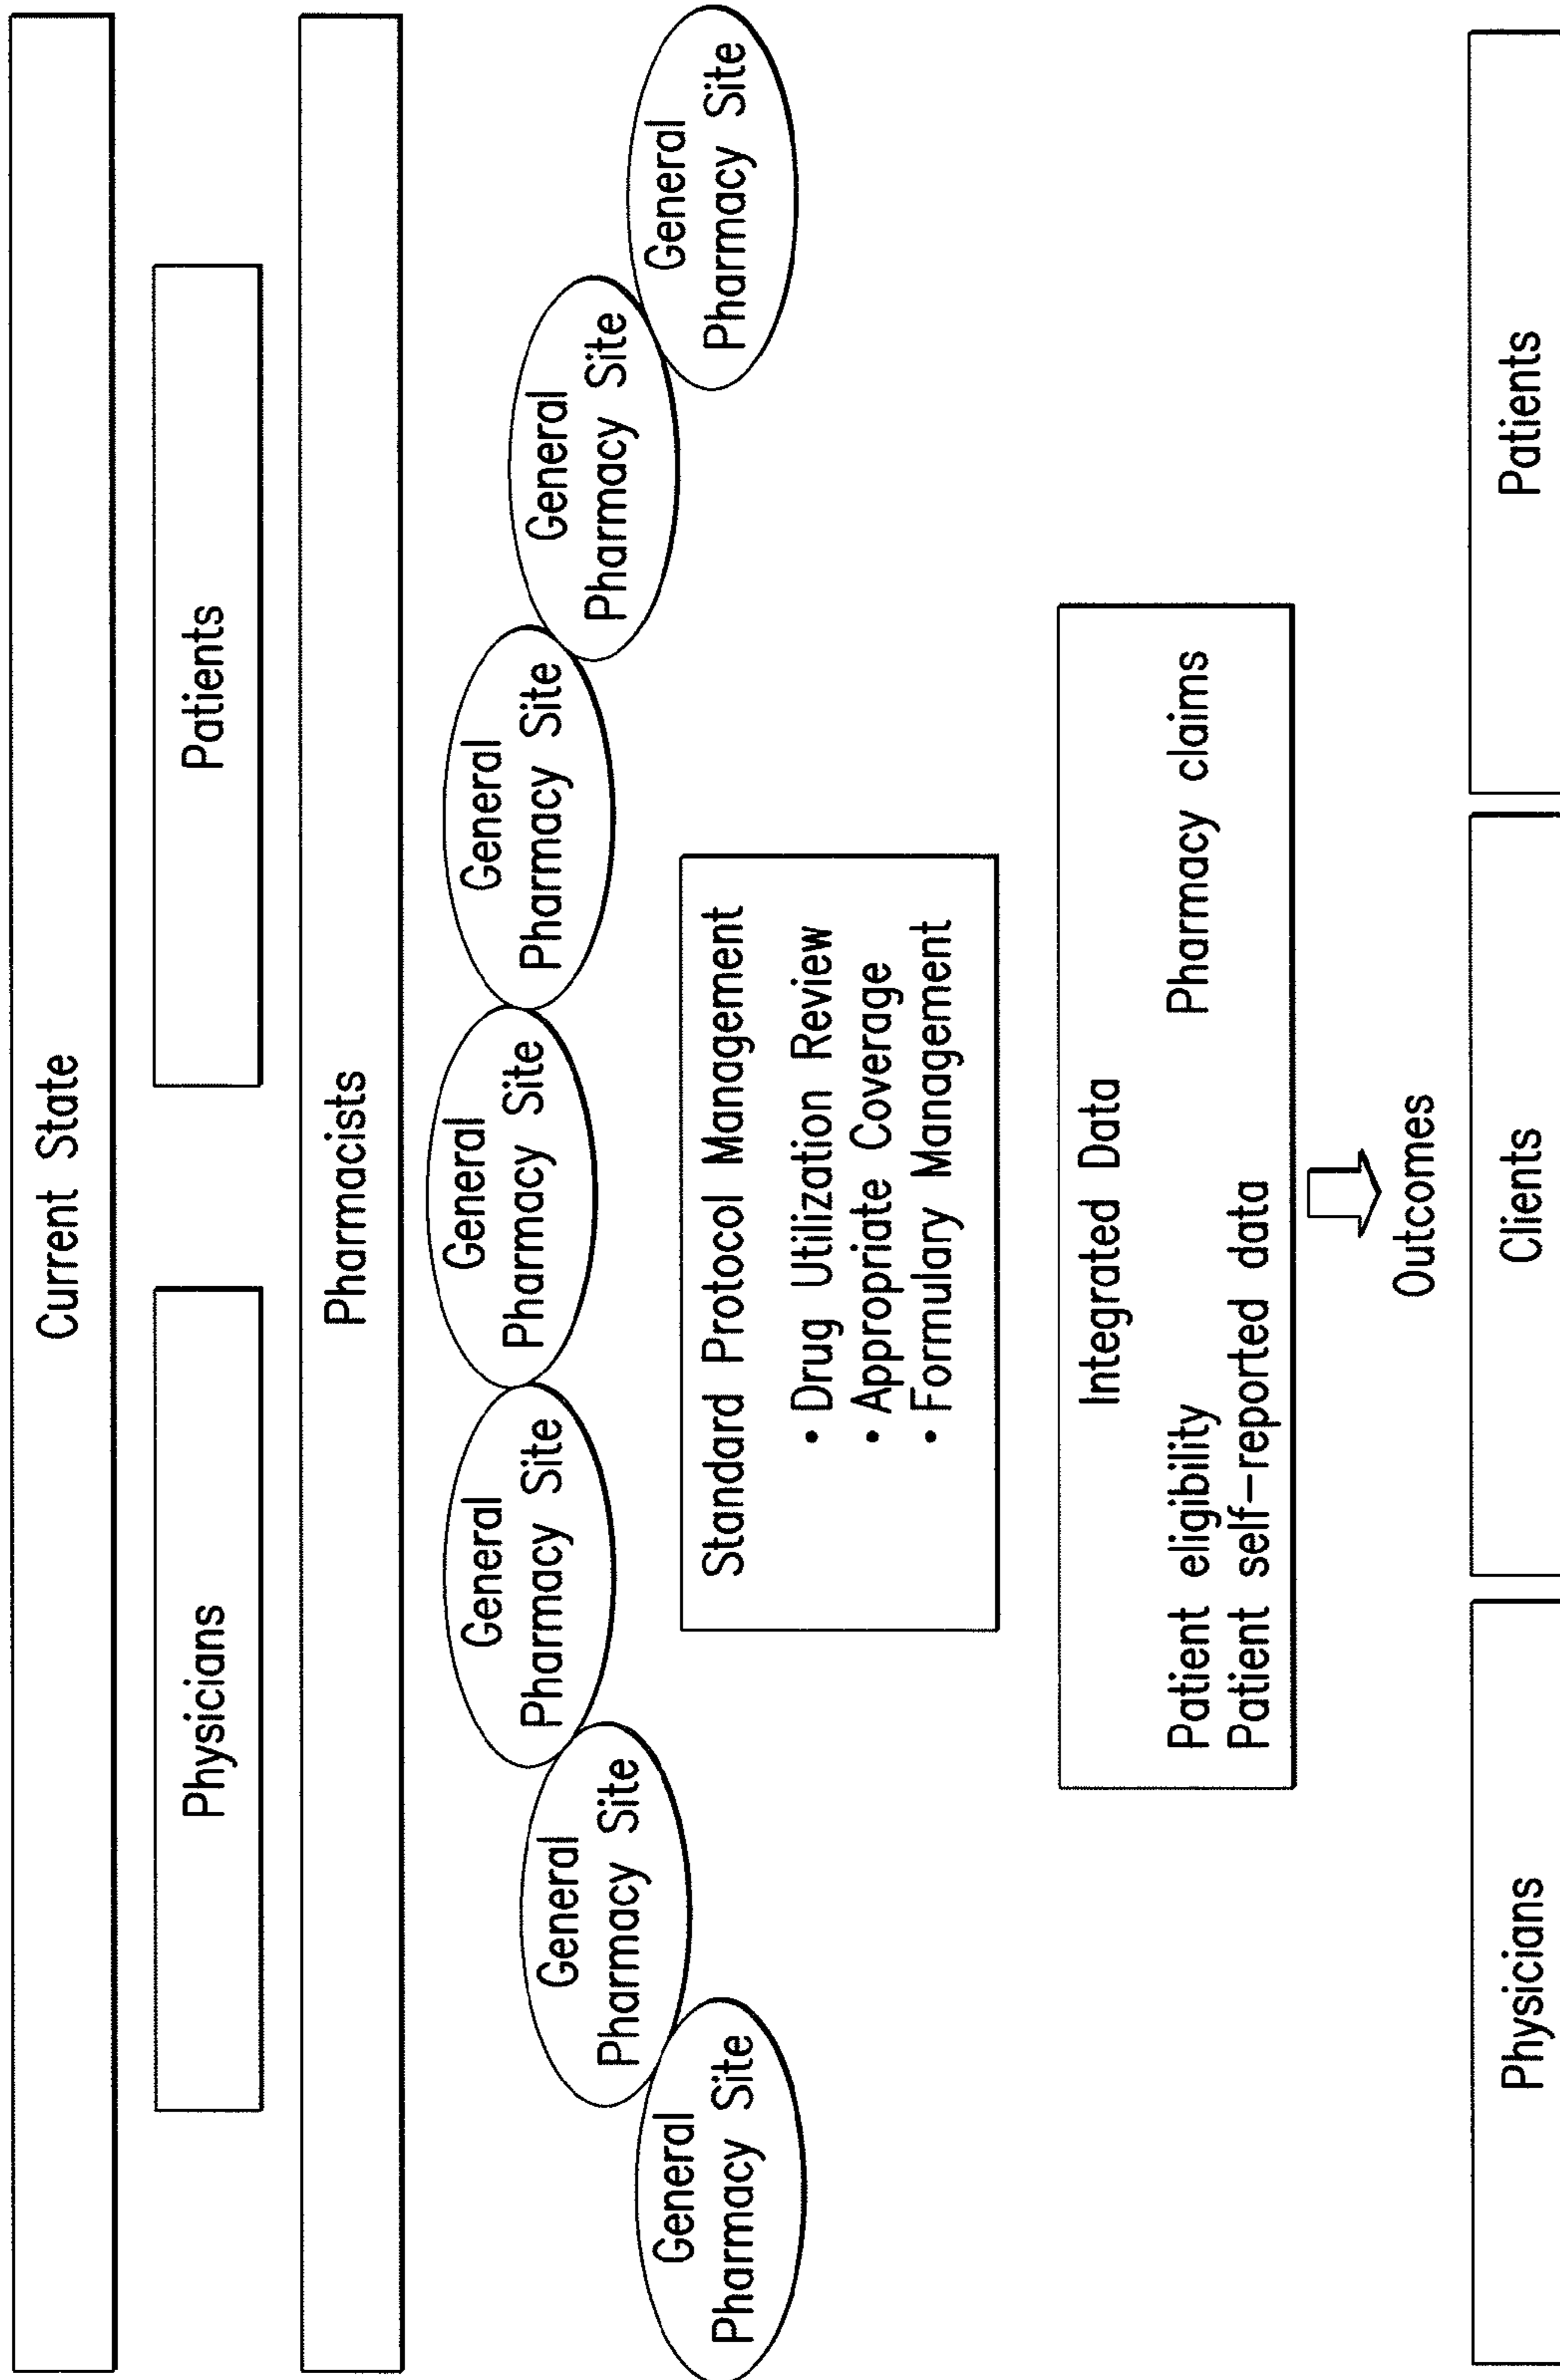 Current State
Physicians
Patients
Pharmacists
General
Pharmacy Site
General
Pharmacy Site
General
Pharmacy Site
General
Pharmacy Site
General
Pharmacy Site
General
Pharmacy Site
General
Pharmacy Site
Standard Protocol Management
• Drug Utilization Review
• Appropriate Coverage
• Formulary Management
Integrated Data
Patient eligibility
Pharmacy claims
Patient self-reported data
Outcomes
Physicians
Clients
Patients